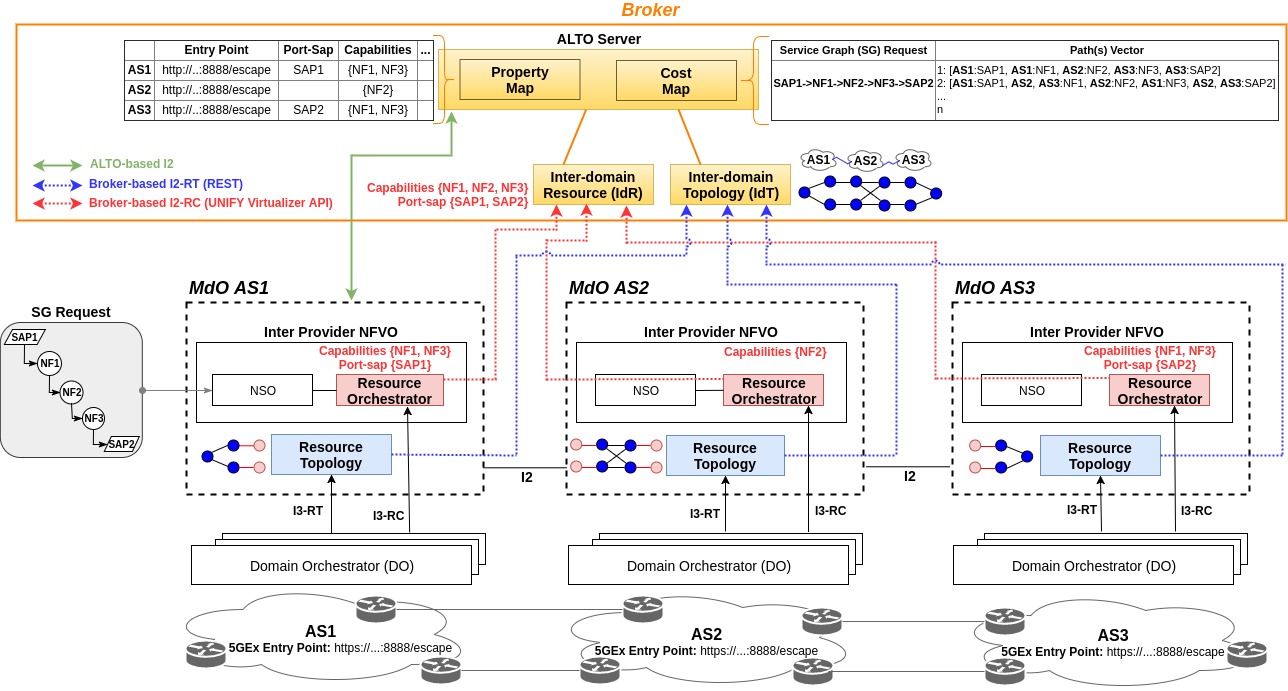 Broker
ALTO Server
Entry Point Port-Sap Capabilities ...
AS1 http://..:8888/escape SAP1 {NF1, NF3}
AS2 http://..:8888/escape {NF2}
AS3 http://..:8888/escape SAP2 {NF1, NF3}
Property
Map
Cost
Map
Service Graph (SG) Request Path(s) Vector
SAP1->NF1->NF2->NF3->SAP2
1: [AS1:SAP1, AS1:NF1, AS2:NF2, AS3:NF3, AS3:SAP2]
2: [AS1:SAP1, AS2, AS3:NF1, AS2:NF2, AS1:NF3, AS2, AS3:SAP2]
...
n
ALTO-based I2
Broker-based I2-RT (REST)
Broker-based I2-RC (UNIFY Virtualizer API)
Capabilities {NF1, NF2, NF3}
Port-sap {SAP1, SAP2}
Inter-domain
Resource (IdR)
Inter-domain
Topology (IdT)
AS1 AS2 AS3
SG Request
SAP1
NF1
NF2
NF3
SAP2
MdO AS1
Inter Provider NFVO
Capabilities {NF1, NF3}
Port-sap {SAP1}
NSO
Resource
Orchestrator
Resource
Topology
I2
MdO AS2
Inter Provider NFVO
Capabilities {NF2}
NSO
Resource
Orchestrator
Resource
Topology
I2
MdO AS3
Inter Provider NFVO
Capabilities {NF1, NF3}
Port-sap {SAP2}
NSO
Resource
Orchestrator
Resource
Topology
I3-RT I3-RC
I3-RT I3-RC
I3-RT I3-RC
Domain Orchestrator (DO)
Domain Orchestrator (DO)
Domain Orchestrator (DO)
AS1
5GEx Entry Point: https://...:8888/escape
AS2
5GEx Entry Point: https://...:8888/escape
AS3
5GEx Entry Point: https://...:8888/escape